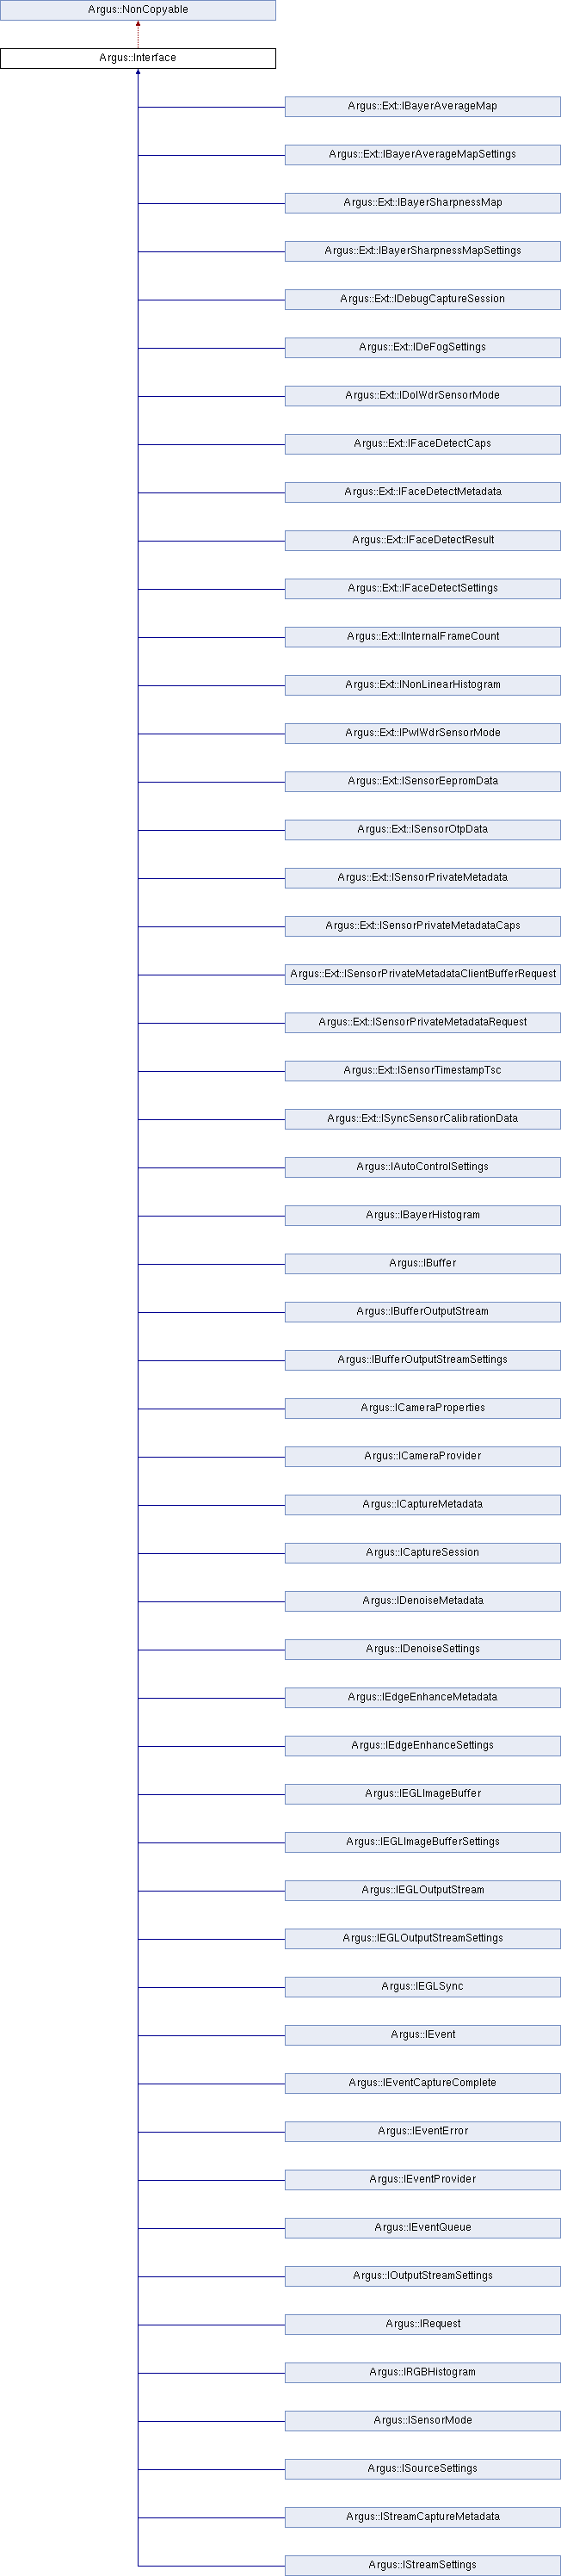 Argus::NonCopyable
Argus::Interface
Argus::Ext::IBayerAverageMap
Argus::Ext::IBayerAverageMapSettings
Argus::Ext::IBayerSharpnessMap
Argus::Ext::IBayerSharpnessMapSettings
Argus::Ext::IDebugCaptureSession
Argus::Ext::IDeFogSettings
Argus::Ext::IDolWdrSensorMode
Argus::Ext::IFaceDetectCaps
Argus::Ext::IFaceDetectMetadata
Argus::Ext::IFaceDetectResult
Argus::Ext::IFaceDetectSettings
Argus::Ext::IInternalFrameCount
Argus::Ext::INonLinearHistogram
Argus::Ext::IPwlWdrSensorMode
Argus::Ext::ISensorEepromData
Argus::Ext::ISensorOtpData
Argus::Ext::ISensorPrivateMetadata
Argus::Ext::ISensorPrivateMetadataCaps
Argus::Ext::ISensorPrivateMetadataClientBufferRequest
Argus::Ext::ISensorPrivateMetadataRequest
Argus::Ext::ISensorTimestampTsc
Argus::Ext::ISyncSensorCalibrationData
Argus::IAutoControlSettings
Argus::IBayerHistogram
Argus::IBuffer
Argus::IBufferOutputStream
Argus::IBufferOutputStreamSettings
Argus::ICameraProperties
Argus::ICameraProvider
Argus::ICaptureMetadata
Argus::ICaptureSession
Argus::IDenoiseMetadata
Argus::IDenoiseSettings
Argus::IEdgeEnhanceMetadata
Argus::IEdgeEnhanceSettings
Argus::IEGLImageBuffer
Argus::IEGLImageBufferSettings
Argus::IEGLOutputStream
Argus::IEGLOutputStreamSettings
Argus::IEGLSync
Argus::IEvent
Argus::IEventCaptureComplete
Argus::IEventError
Argus::IEventProvider
Argus::IEventQueue
Argus::IOutputStreamSettings
Argus::IRequest
Argus::IRGBHistogram
Argus::ISensorMode
Argus::ISourceSettings
Argus::IStreamCaptureMetadata
Argus::IStreamSettings